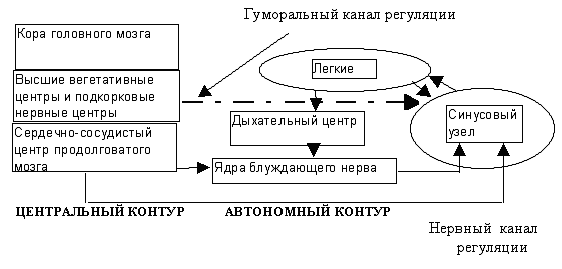 Гуморальный канал регуляции
Кора головного мозга
Высшие вегетативные
центры и подкорковые
нервные центры
Сердечно-сосудистый
центр продолговатого
мозга
Легкие
Дыхательный центр
Ядра блуждающего нерва
Синусовый
узел
ЦЕНТРАЛЬНЫЙ КОНТУР
АВТОНОМНЫЙ КОНТУР
Нервный канал
регуляции